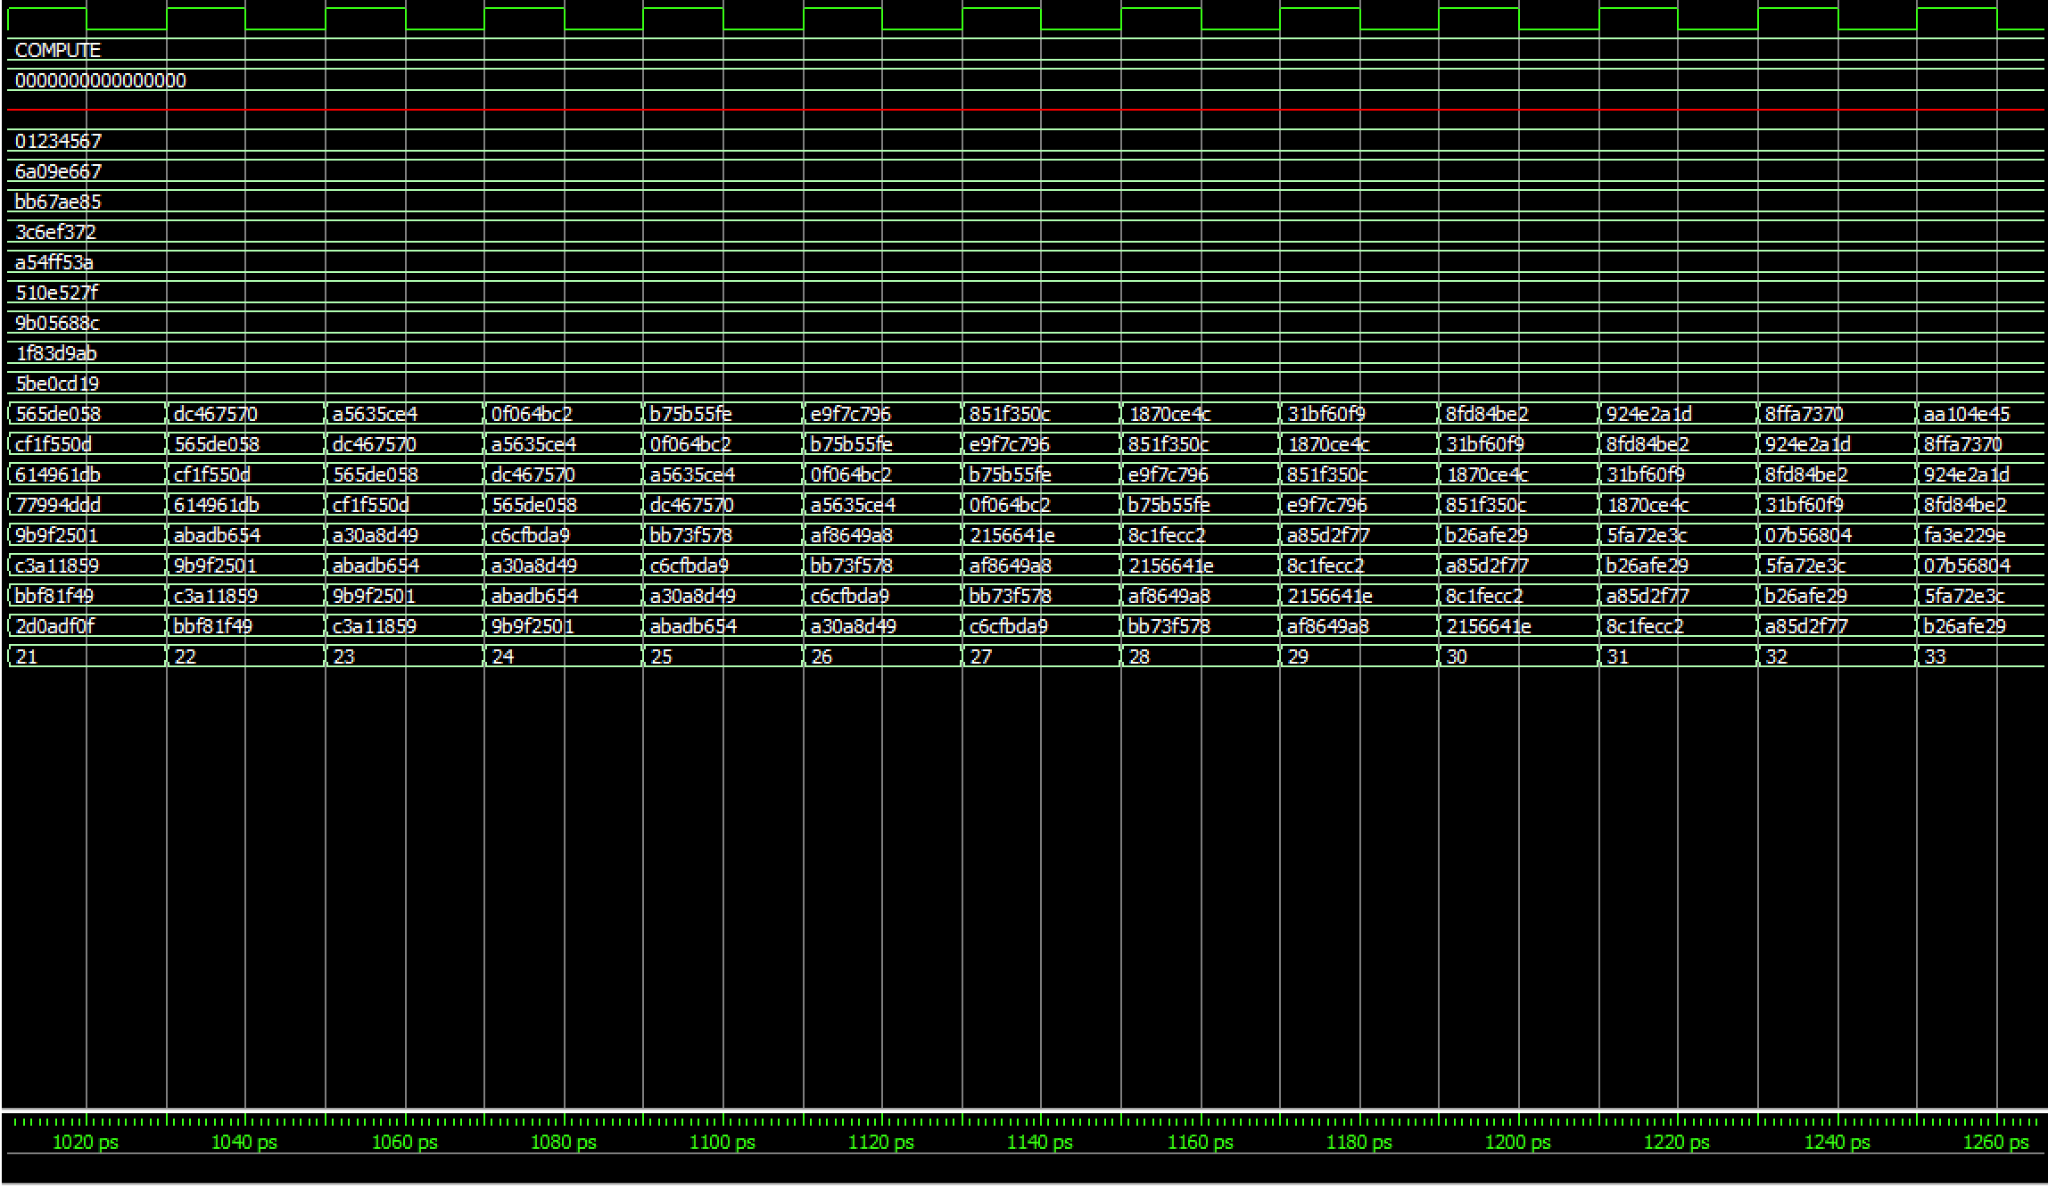 COMPUTE
0000000000000000
01234567
6a09e667
bb67ae85
3c6ef372
a54ff53a
510e527f
9b05688c
1f83d9ab
5be0cd19
565de058 dc467570 a5635ce4 0f064bc2 b75b55fe e9f7c796 851f350c 1870ce4c 31bf60f9 8fd84be2 924e2a1d 8ffa7370 aa104e45
cf1f550d 565de058 dc467570 a5635ce4 0f064bc2 b75b55fe e9f7c796 851f350c 1870ce4c 31bf60f9 8fd84be2 924e2a1d 8ffa7370
614961db cf1f550d 565de058 dc467570 a5635ce4 0f064bc2 b75b55fe e9f7c796 851f350c 1870ce4c 31bf60f9 8fd84be2 924e2a1d
77994ddd 614961db cf1f550d 565de058 dc467570 a5635ce4 0f064bc2 b75b55fe e9f7c796 851f350c 1870ce4c 31bf60f9 8fd84be2
9b9f2501 abadb654 a30a8d49 c6cfbda9 bb73f578 af8649a8 2156641e 8c1fecc2 a85d2f77 b26afe29 5fa72e3c 07b56804 fa3e229e
c3a11859 9b9f2501 abadb654 a30a8d49 c6cfbda9 bb73f578 af8649a8 2156641e 8c1fecc2 a85d2f77 b26afe29 5fa72e3c 07b56804
bbf81f49 c3a11859 9b9f2501 abadb654 a30a8d49 c6cfbda9 bb73f578 af8649a8 2156641e 8c1fecc2 a85d2f77 b26afe29 5fa72e3c
2d0adf0f bbf81f49 c3a11859 9b9f2501 abadb654 a30a8d49 c6cfbda9 bb73f578 af8649a8 2156641e 8c1fecc2 a85d2f77 b26afe29
21 22 23 24 25 26 27 28 29 30 31 32 33
1020 ps 1040 ps 1060 ps 1080 ps 1100 ps 1120 ps 1140 ps 1160 ps 1180 ps 1200 ps 1220 ps 1240 ps 1260 ps